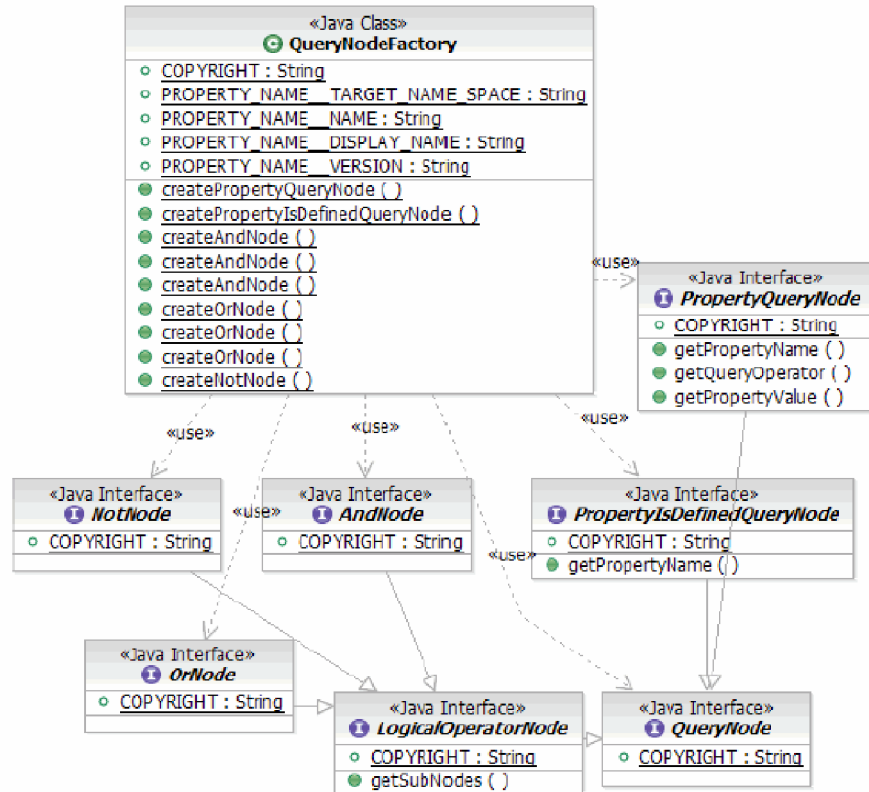 «Java Class»
QueryNodeFactory
COPYRIGHT : String
PROPERTY_NAME__TARGET_NAME_SPACE : String
PROPERTY_NAME__NAME : String
PROPERTY_NAME__DISPLAY_NAME : String
PROPERTY_NAME__VERSION : String
createPropertyQueryNode ( )
createPropertyIsDefinedQueryNode ( )
createAndNode ( )
createAndNode ( )
createAndNode ( )
createOrNode ( )
createOrNode ( )
createOrNode ( )
createNotNode ( )
«use»
«Java Interface»
PropertyQueryNode
COPYRIGHT : String
getPropertyName ( )
getQueryOperator ( )
getPropertyValue ( )
«use»
«use»
«use»
«Java Interface»
NotNode
COPYRIGHT : String
«use»
«Java Interface»
AndNode
COPYRIGHT : String
«use»
«Java Interface»
PropertyIsDefinedQueryNode
COPYRIGHT : String
getPropertyName ( )
«Java Interface»
OrNode
COPYRIGHT : String
«Java Interface»
LogicalOperatorNode
COPYRIGHT : String
getSubNodes ( )
«Java Interface»
QueryNode
COPYRIGHT : String